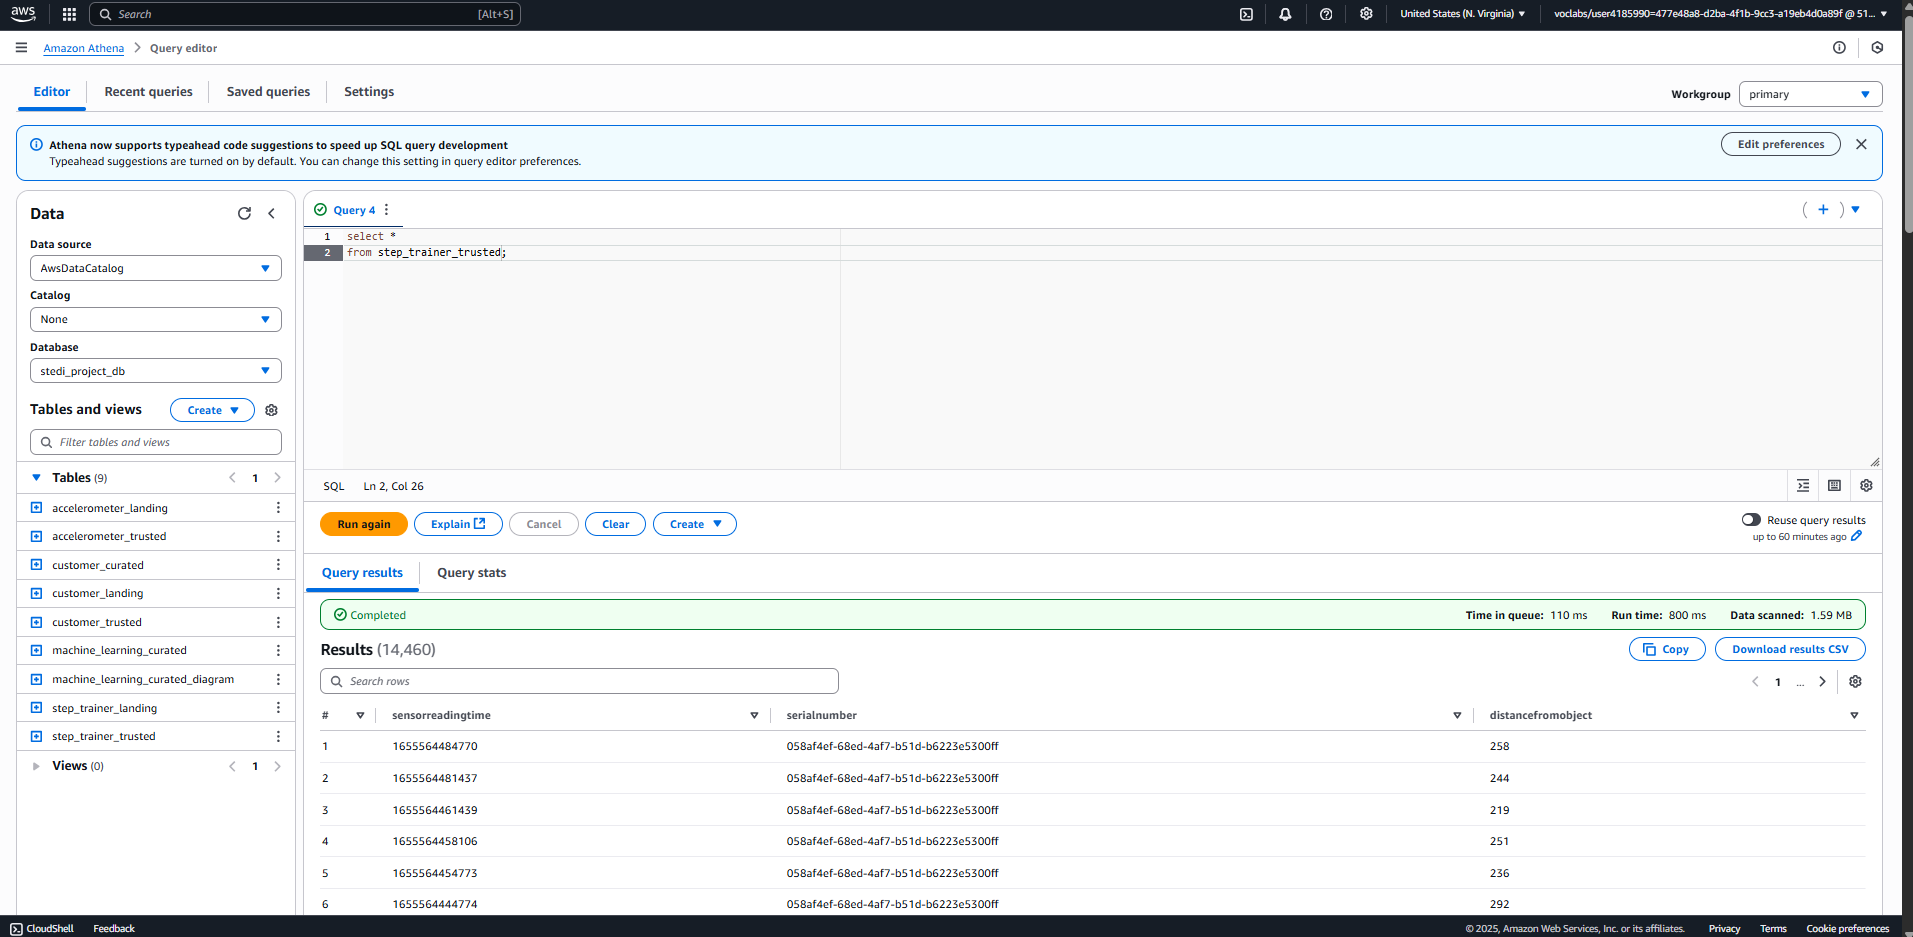 aws
Search [Alt+S]
United States (N. Virginia)
voclabs/user4185990=477e48a8-d2ba-4f1b-9cc3-a19eb4d0a89f @ 51...
Amazon Athena > Query editor
Editor
Recent queries
Saved queries
Settings
Workgroup
primary
Athena now supports typeahead code suggestions to speed up SQL query development
Typeahead suggestions are turned on by default. You can change this setting in query editor preferences.
Edit preferences
Data
Data source
AwsDataCatalog
Catalog
None
Database
stedi_project_db
Tables and views
Create
Filter tables and views
Tables (9)
< 1 >
accelerometer_landing
accelerometer_trusted
customer_curated
customer_landing
customer_trusted
machine_learning_curated
machine_learning_curated_diagram
step_trainer_landing
step_trainer_trusted
Views (0)
< 1 >
Query 4
1 select *
2 from step_trainer_trusted;
SQL Ln 2, Col 26
Run again
Explain
Cancel
Clear
Create
Reuse query results
up to 60 minutes ago
Query results
Query stats
Completed
Time in queue: 110 ms
Run time: 800 ms
Data scanned: 1.59 MB
Results (14,460)
Copy
Download results CSV
Search rows
< 1 ... >
# sensorreadingtime serialnumber distancefromobject
1 1655564484770 058af4ef-68ed-4af7-b51d-b6223e5300ff 258
2 1655564481437 058af4ef-68ed-4af7-b51d-b6223e5300ff 244
3 1655564461439 058af4ef-68ed-4af7-b51d-b6223e5300ff 219
4 1655564458106 058af4ef-68ed-4af7-b51d-b6223e5300ff 251
5 1655564454773 058af4ef-68ed-4af7-b51d-b6223e5300ff 236
6 1655564444774 058af4ef-68ed-4af7-b51d-b6223e5300ff 292
CloudShell
Feedback
© 2025, Amazon Web Services, Inc. or its affiliates.
Privacy
Terms
Cookie preferences